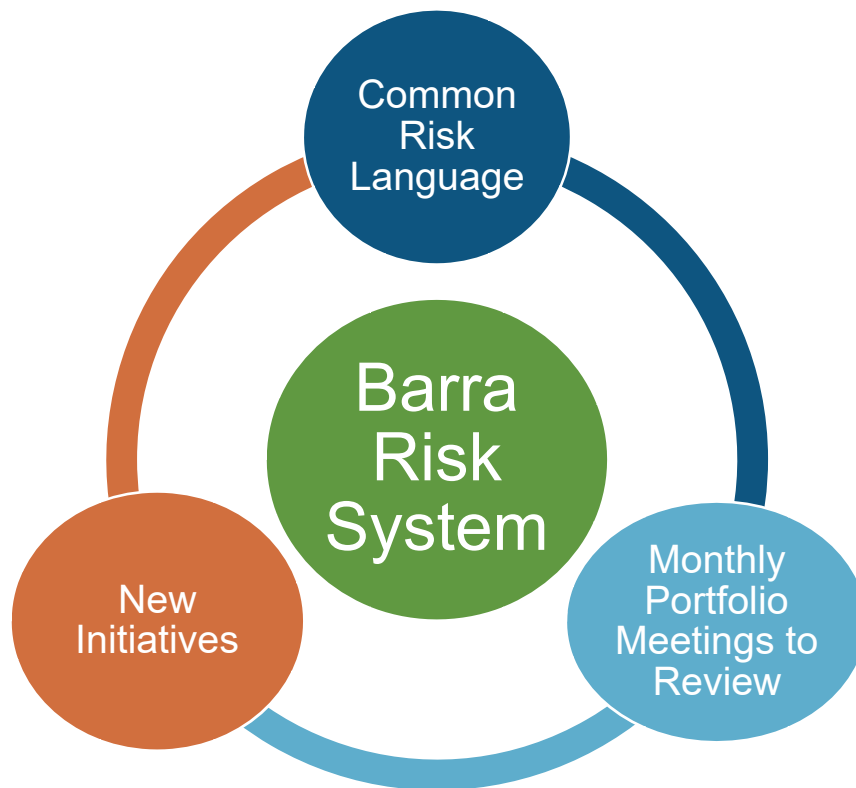 Common
Risk
Language
Barra
Risk
System
New
Initiatives
Monthly
Portfolio
Meetings to
Review